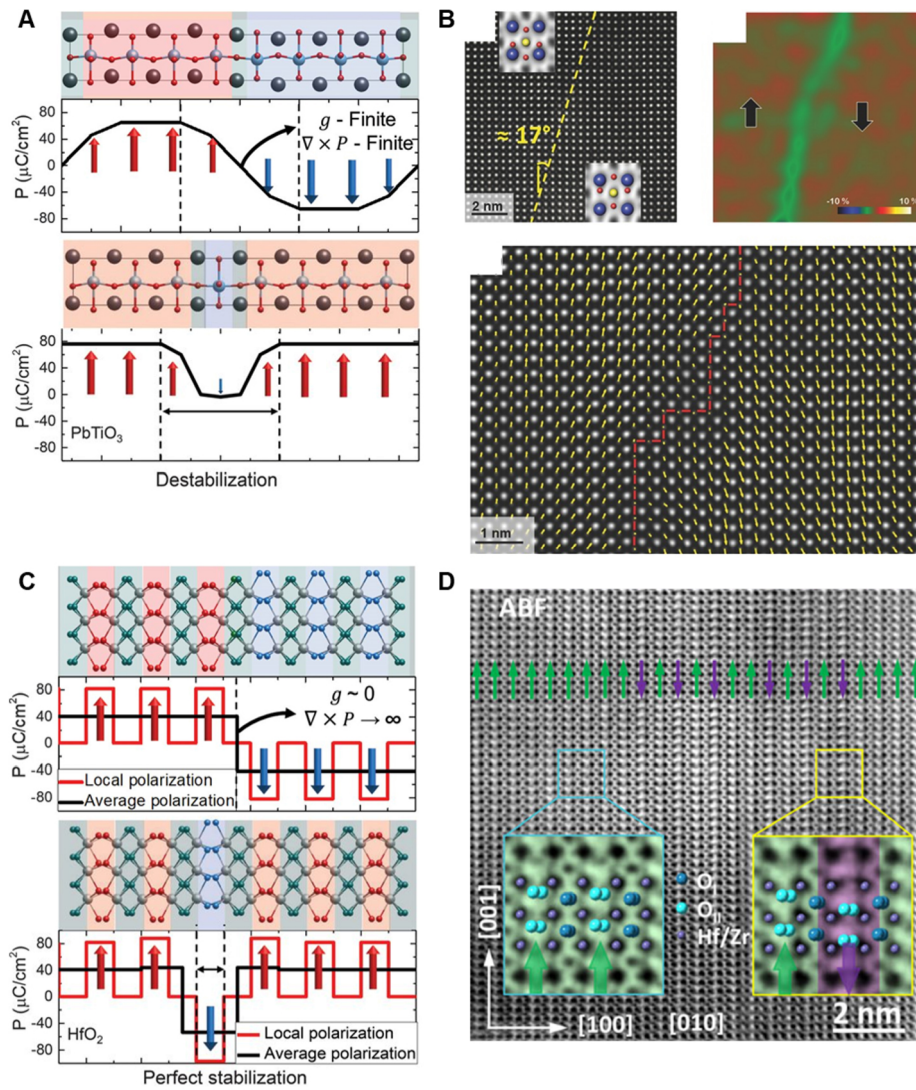 A
80
40
0
-40
-80
P (μC/cm²)
g - Finite
∇ × P - Finite
80
40
0
-40
-80
P (μC/cm²)
PbTiO₃
Destabilization
B
≈ 17°
2 nm
-10 %
10 %
1 nm
C
80
40
0
-40
-80
P (μC/cm²)
g ~ 0
∇ × P → ∞
Local polarization
Average polarization
80
40
0
-40
-80
P (μC/cm²)
HfO₂
Local polarization
Average polarization
Perfect stabilization
D
ABF
O_I
O_II
Hf/Zr
[001]
[100]
[010]
2 nm